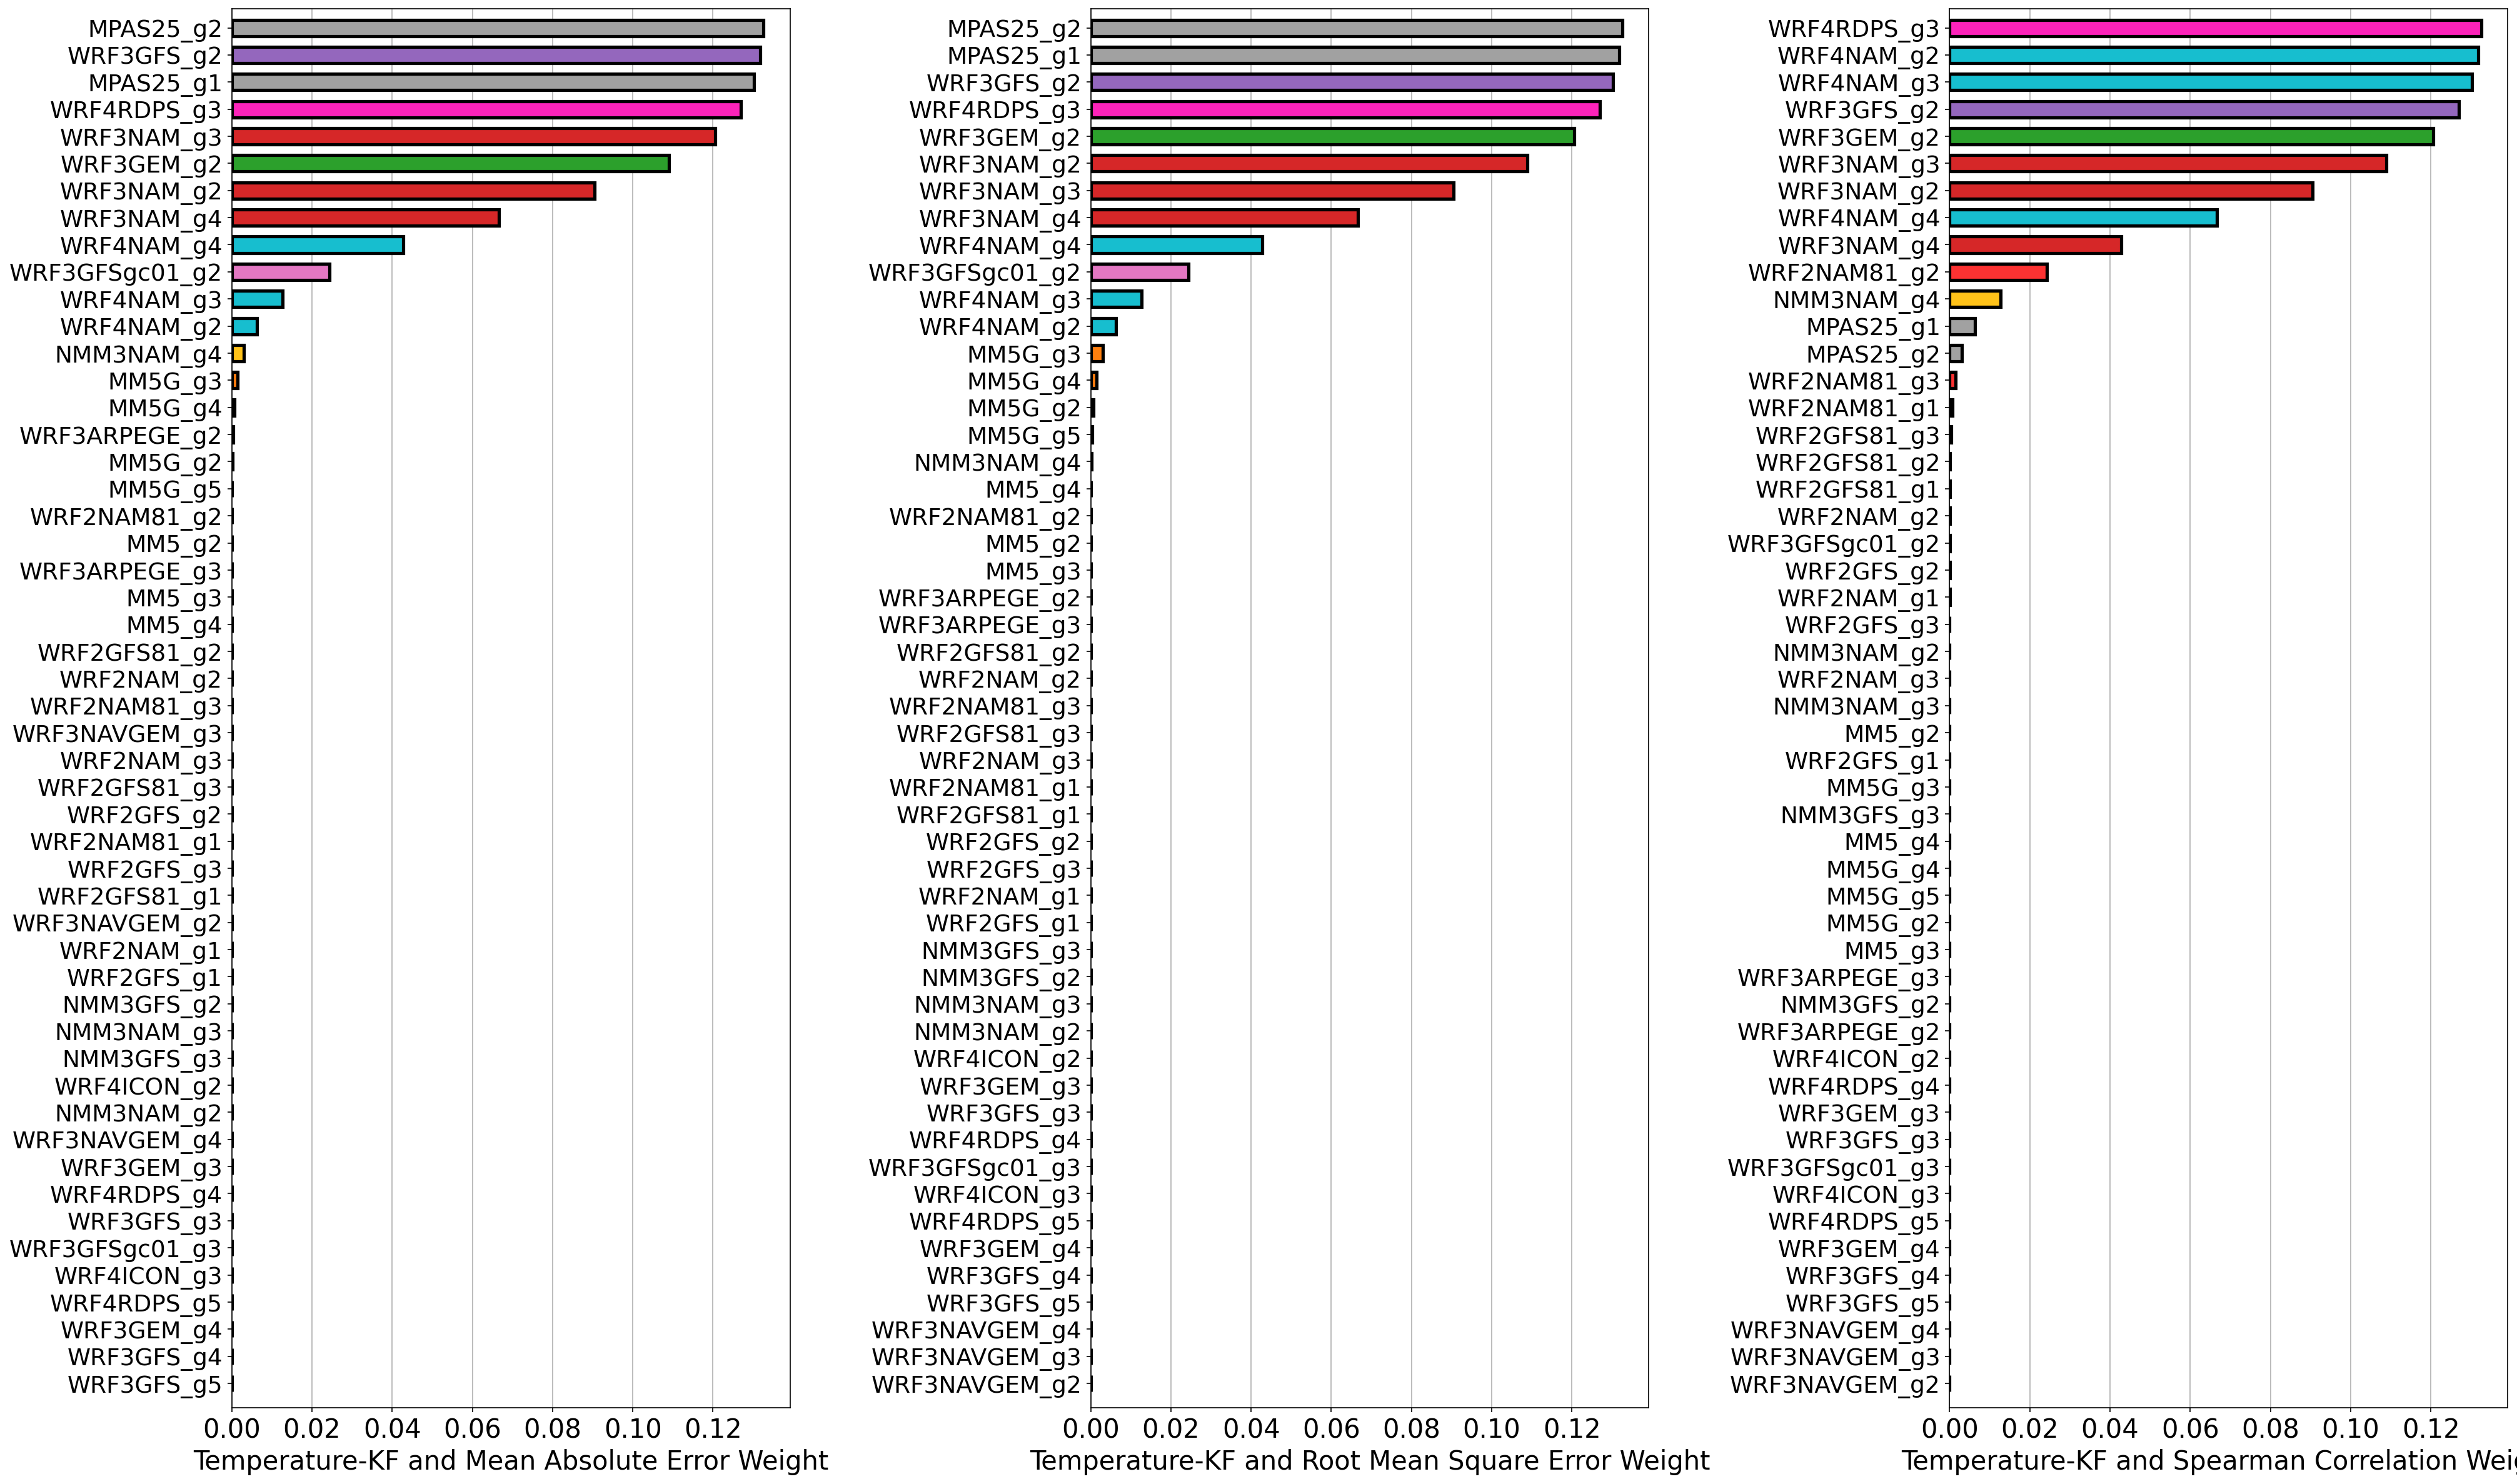 MPAS25_g2
WRF3GFS_g2
MPAS25_g1
WRF4RDPS_g3
WRF3NAM_g3
WRF3GEM_g2
WRF3NAM_g2
WRF3NAM_g4
WRF4NAM_g4
WRF3GFSgc01_g2
WRF4NAM_g3
WRF4NAM_g2
NMM3NAM_g4
MM5G_g3
MM5G_g4
WRF3ARPEGE_g2
MM5G_g2
MM5G_g5
WRF2NAM81_g2
MM5_g2
WRF3ARPEGE_g3
MM5_g3
MM5_g4
WRF2GFS81_g2
WRF2NAM_g2
WRF2NAM81_g3
WRF3NAVGEM_g3
WRF2NAM_g3
WRF2GFS81_g3
WRF2GFS_g2
WRF2NAM81_g1
WRF2GFS_g3
WRF2GFS81_g1
WRF3NAVGEM_g2
WRF2NAM_g1
WRF2GFS_g1
NMM3GFS_g2
NMM3NAM_g3
NMM3GFS_g3
WRF4ICON_g2
NMM3NAM_g2
WRF3NAVGEM_g4
WRF3GEM_g3
WRF4RDPS_g4
WRF3GFS_g3
WRF3GFSgc01_g3
WRF4ICON_g3
WRF4RDPS_g5
WRF3GEM_g4
WRF3GFS_g4
WRF3GFS_g5
0.00 0.02 0.04 0.06 0.08 0.10 0.12
Temperature-KF and Mean Absolute Error Weight
MPAS25_g2
MPAS25_g1
WRF3GFS_g2
WRF4RDPS_g3
WRF3GEM_g2
WRF3NAM_g2
WRF3NAM_g3
WRF3NAM_g4
WRF4NAM_g4
WRF3GFSgc01_g2
WRF4NAM_g3
WRF4NAM_g2
MM5G_g3
MM5G_g4
MM5G_g2
MM5G_g5
NMM3NAM_g4
MM5_g4
WRF2NAM81_g2
MM5_g2
MM5_g3
WRF3ARPEGE_g2
WRF3ARPEGE_g3
WRF2GFS81_g2
WRF2NAM_g2
WRF2NAM81_g3
WRF2GFS81_g3
WRF2NAM_g3
WRF2NAM81_g1
WRF2GFS81_g1
WRF2GFS_g2
WRF2GFS_g3
WRF2NAM_g1
WRF2GFS_g1
NMM3GFS_g3
NMM3GFS_g2
NMM3NAM_g3
NMM3NAM_g2
WRF4ICON_g2
WRF3GEM_g3
WRF3GFS_g3
WRF4RDPS_g4
WRF3GFSgc01_g3
WRF4ICON_g3
WRF4RDPS_g5
WRF3GEM_g4
WRF3GFS_g4
WRF3GFS_g5
WRF3NAVGEM_g4
WRF3NAVGEM_g3
WRF3NAVGEM_g2
0.00 0.02 0.04 0.06 0.08 0.10 0.12
Temperature-KF and Root Mean Square Error Weight
WRF4RDPS_g3
WRF4NAM_g2
WRF4NAM_g3
WRF3GFS_g2
WRF3GEM_g2
WRF3NAM_g3
WRF3NAM_g2
WRF4NAM_g4
WRF3NAM_g4
WRF2NAM81_g2
NMM3NAM_g4
MPAS25_g1
MPAS25_g2
WRF2NAM81_g3
WRF2NAM81_g1
WRF2GFS81_g3
WRF2GFS81_g2
WRF2GFS81_g1
WRF2NAM_g2
WRF3GFSgc01_g2
WRF2GFS_g2
WRF2NAM_g1
WRF2GFS_g3
NMM3NAM_g2
WRF2NAM_g3
NMM3NAM_g3
MM5_g2
WRF2GFS_g1
MM5G_g3
NMM3GFS_g3
MM5_g4
MM5G_g4
MM5G_g5
MM5G_g2
MM5_g3
WRF3ARPEGE_g3
NMM3GFS_g2
WRF3ARPEGE_g2
WRF4ICON_g2
WRF4RDPS_g4
WRF3GEM_g3
WRF3GFS_g3
WRF3GFSgc01_g3
WRF4ICON_g3
WRF4RDPS_g5
WRF3GEM_g4
WRF3GFS_g4
WRF3GFS_g5
WRF3NAVGEM_g4
WRF3NAVGEM_g3
WRF3NAVGEM_g2
0.00 0.02 0.04 0.06 0.08 0.10 0.12
Temperature-KF and Spearman Correlation